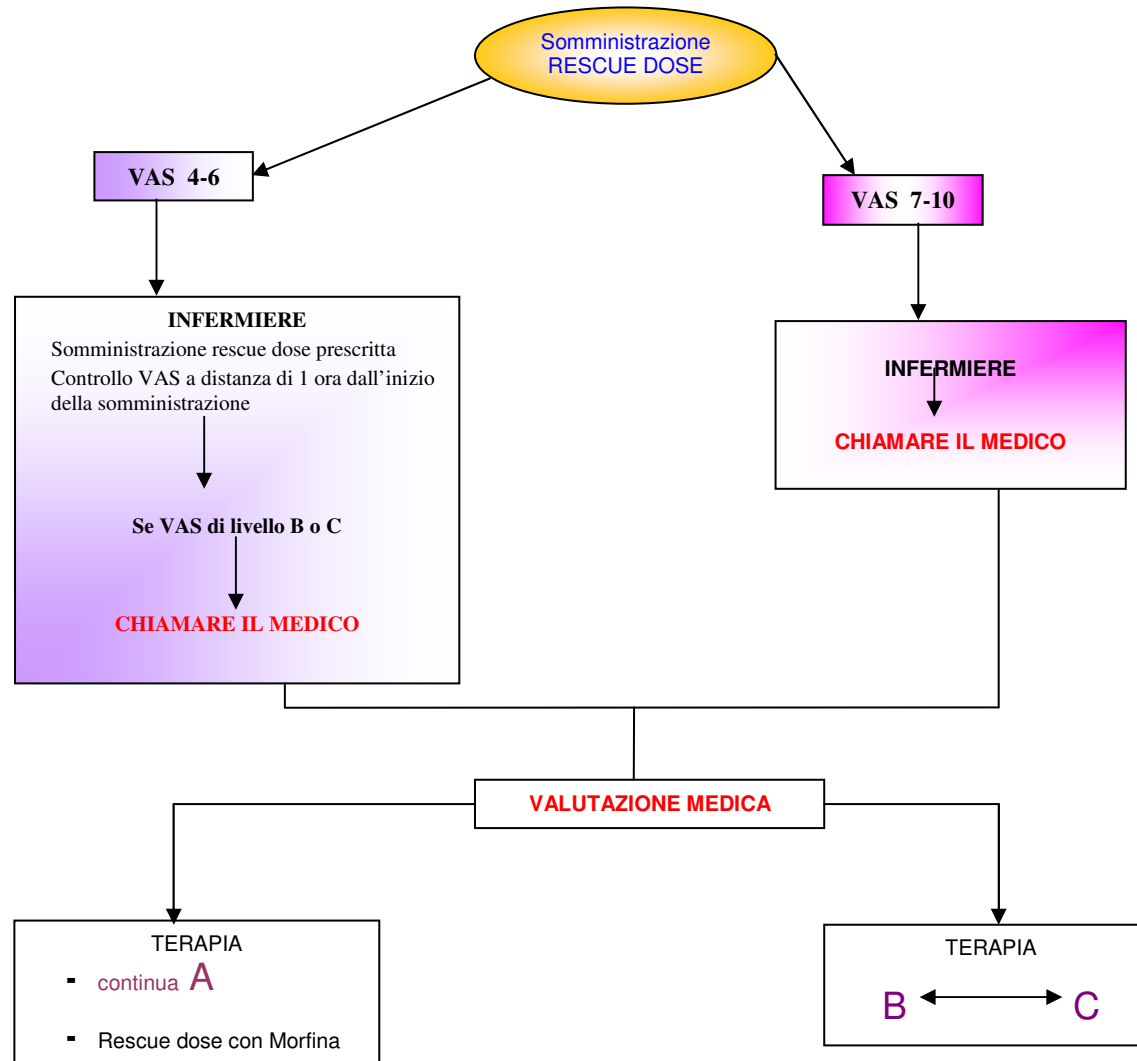 Somministrazione
RESCUE DOSE
VAS 4-6
VAS 7-10
INFERMIERE
Somministrazione rescue dose prescritta
Controllo VAS a distanza di 1 ora dall'inizio
della somministrazione
Se VAS di livello B o C
CHIAMARE IL MEDICO
INFERMIERE
CHIAMARE IL MEDICO
VALUTAZIONE MEDICA
TERAPIA
- continua A
- Rescue dose con Morfina
TERAPIA
B C